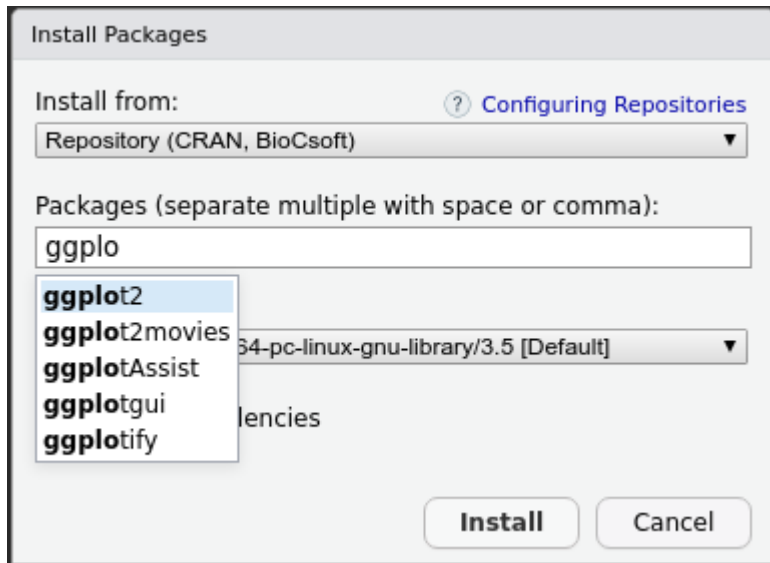 Install Packages
Install from:
? Configuring Repositories
Repository (CRAN, BioCsoft)
Packages (separate multiple with space or comma):
ggplo
ggplot2
ggplot2movies
ggplotAssist
ggplotgui
ggplotify
64-pc-linux-gnu-library/3.5 [Default]
Install Cancel